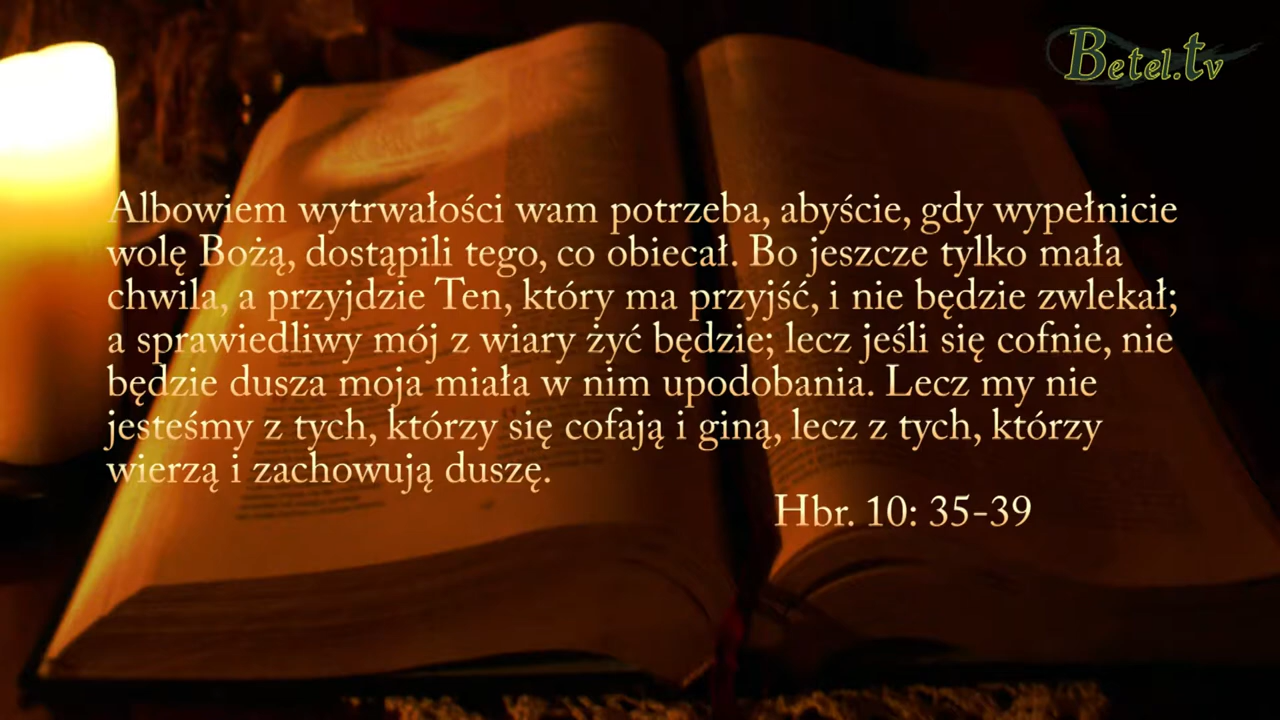 Betel.tv
Albowiem wytrwałości wam potrzeba, abyście, gdy wypełnicie
wolę Bożą, dostąpili tego, co obiecał. Bo jeszcze tylko mała
chwila, a przyjdzie Ten, który ma przyjść, i nie będzie zwlekał;
a sprawiedliwy mój z wiary żyć będzie; lecz jeśli się cofnie, nie
będzie dusza moja miała w nim upodobania. Lecz my nie
jesteśmy z tych, którzy się cofają i giną, lecz z tych, którzy
wierzą i zachowują duszę.
Hbr. 10: 35-39